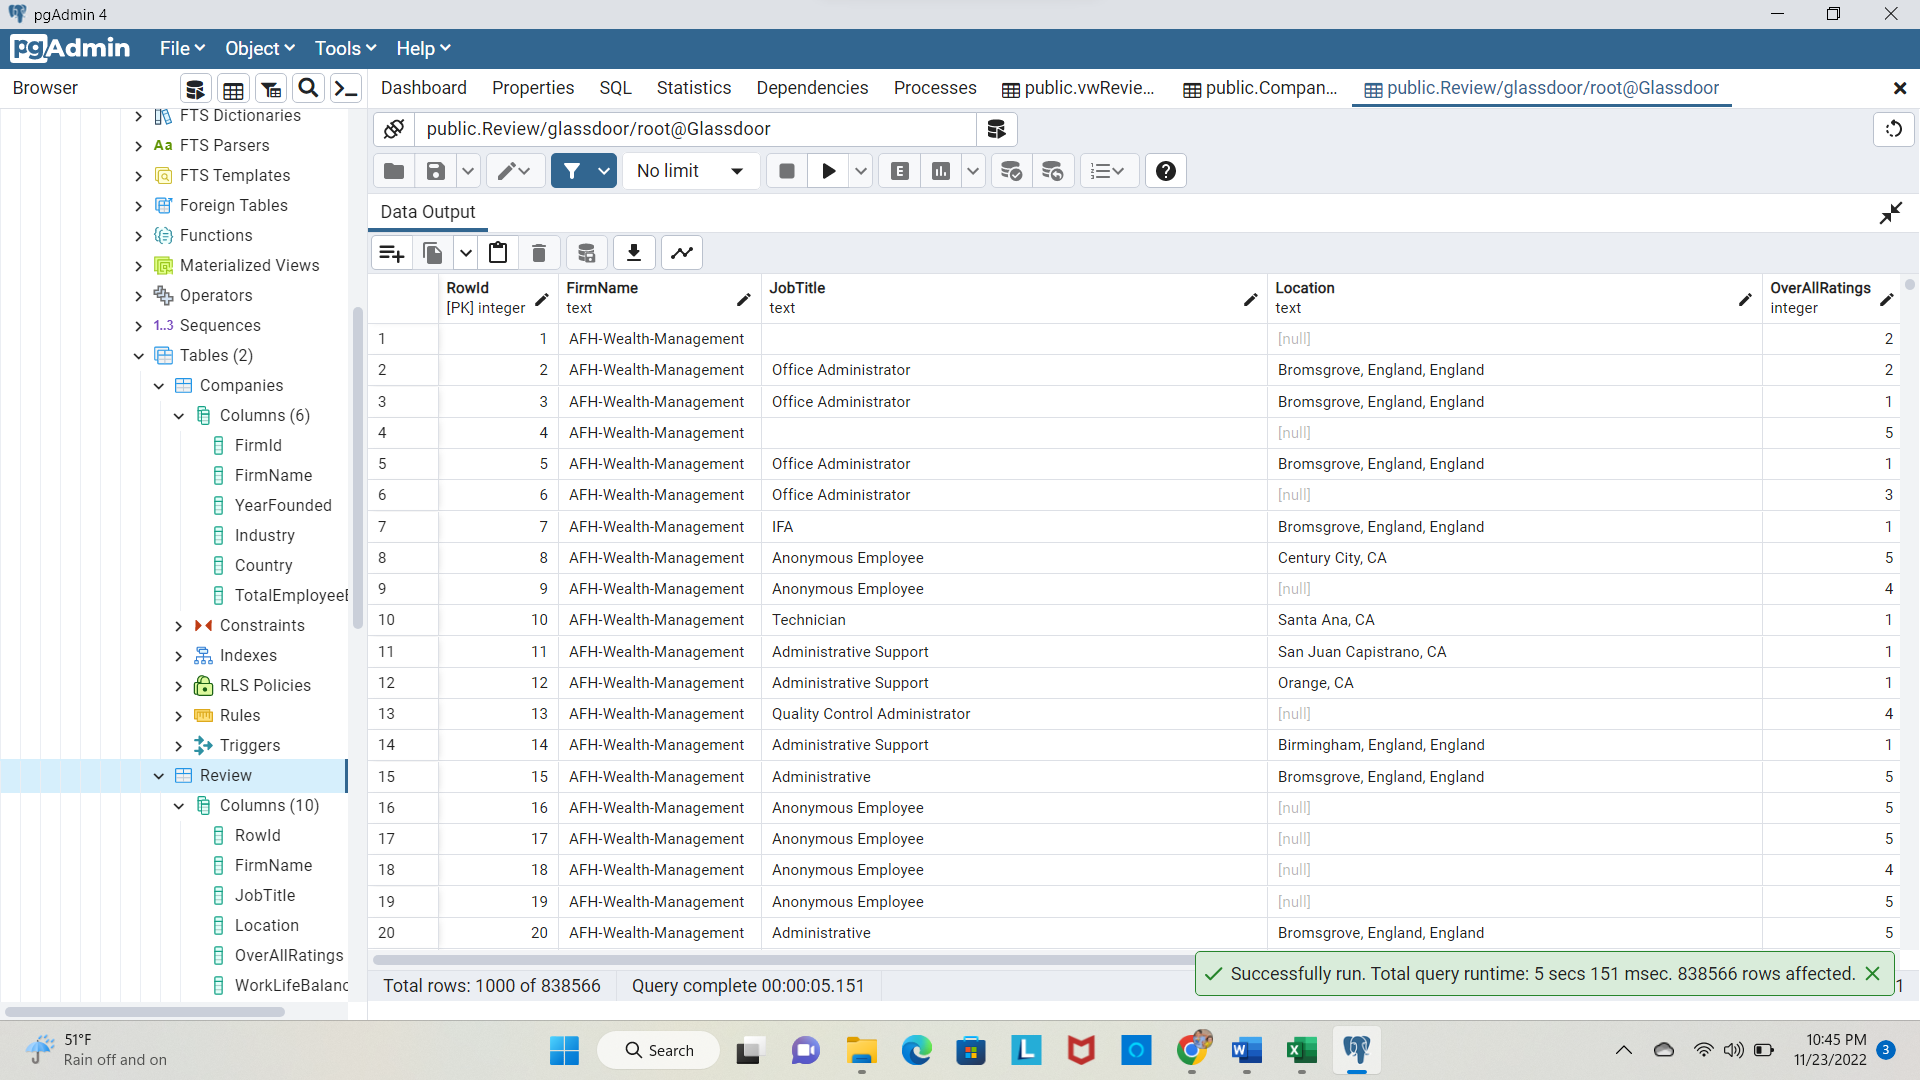 pgAdmin 4
pgAdmin File Object Tools Help
Browser Dashboard Properties SQL Statistics Dependencies Processes public.vwRevie... public.Compan... public.Review/glassdoor/root@Glassdoor
FTS Dictionaries
Aa FTS Parsers
FTS Templates
Foreign Tables
Functions
Materialized Views
Operators
1..3 Sequences
Tables (2)
Companies
Columns (6)
FirmId
FirmName
YearFounded
Industry
Country
TotalEmployeeE
Constraints
Indexes
RLS Policies
Rules
Triggers
Review
Columns (10)
RowId
FirmName
JobTitle
Location
OverAllRatings
WorkLifeBalanc
public.Review/glassdoor/root@Glassdoor
No limit E
Data Output
RowId FirmName JobTitle Location OverAllRatings
[PK] integer text text text integer
1 1 AFH-Wealth-Management [null] 2
2 2 AFH-Wealth-Management Office Administrator Bromsgrove, England, England 2
3 3 AFH-Wealth-Management Office Administrator Bromsgrove, England, England 1
4 4 AFH-Wealth-Management [null] 5
5 5 AFH-Wealth-Management Office Administrator Bromsgrove, England, England 1
6 6 AFH-Wealth-Management Office Administrator [null] 3
7 7 AFH-Wealth-Management IFA Bromsgrove, England, England 1
8 8 AFH-Wealth-Management Anonymous Employee Century City, CA 5
9 9 AFH-Wealth-Management Anonymous Employee [null] 4
10 10 AFH-Wealth-Management Technician Santa Ana, CA 1
11 11 AFH-Wealth-Management Administrative Support San Juan Capistrano, CA 1
12 12 AFH-Wealth-Management Administrative Support Orange, CA 1
13 13 AFH-Wealth-Management Quality Control Administrator [null] 4
14 14 AFH-Wealth-Management Administrative Support Birmingham, England, England 1
15 15 AFH-Wealth-Management Administrative Bromsgrove, England, England 5
16 16 AFH-Wealth-Management Anonymous Employee [null] 5
17 17 AFH-Wealth-Management Anonymous Employee [null] 5
18 18 AFH-Wealth-Management Anonymous Employee [null] 4
19 19 AFH-Wealth-Management Anonymous Employee [null] 5
20 20 AFH-Wealth-Management Administrative Bromsgrove, England, England 5
Total rows: 1000 of 838566 Query complete 00:00:05.151
Successfully run. Total query runtime: 5 secs 151 msec. 838566 rows affected.
1
51°F
Rain off and on
Search
L
W
X
10:45 PM
11/23/2022
3